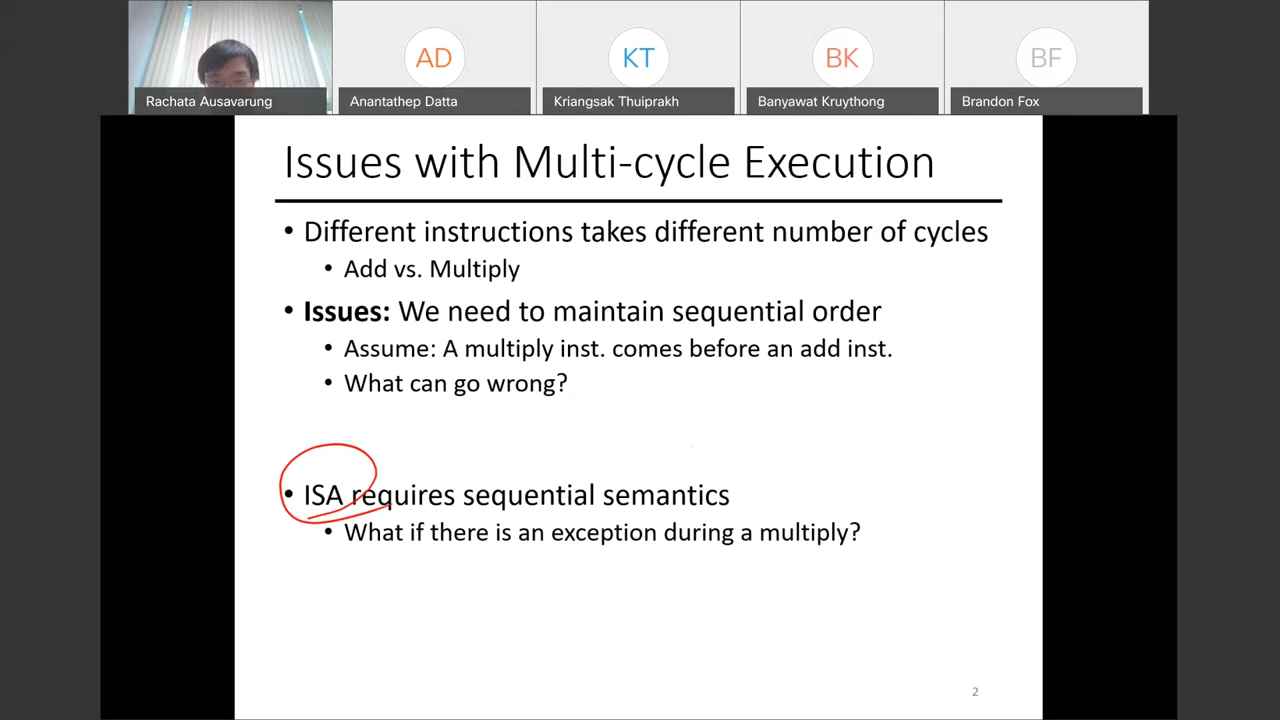 AD
KT
BK
BF
Rachata Ausavarung
Anantathep Datta
Kriangsak Thuiprakh
Banyawat Kruythong
Brandon Fox
Issues with Multi-cycle Execution
• Different instructions takes different number of cycles
• Add vs. Multiply
• Issues: We need to maintain sequential order
• Assume: A multiply inst. comes before an add inst.
• What can go wrong?
• ISA requires sequential semantics
• What if there is an exception during a multiply?
2